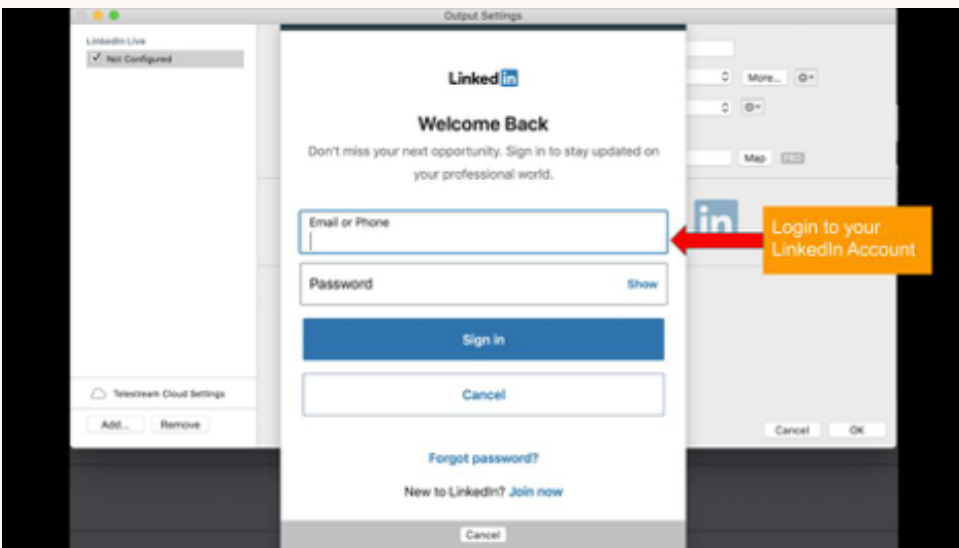 Output Settings
LinkedIn Live
Not Configured
LinkedIn
Welcome Back
Don't miss your next opportunity. Sign in to stay updated on
your professional world.
Email or Phone
Password
Show
Sign in
Cancel
Forgot password?
New to LinkedIn? Join now
Cancel
More...
Map
PRO
in
Login to your
LinkedIn Account
Telestream Cloud Settings
Add...
Remove
Cancel
OK